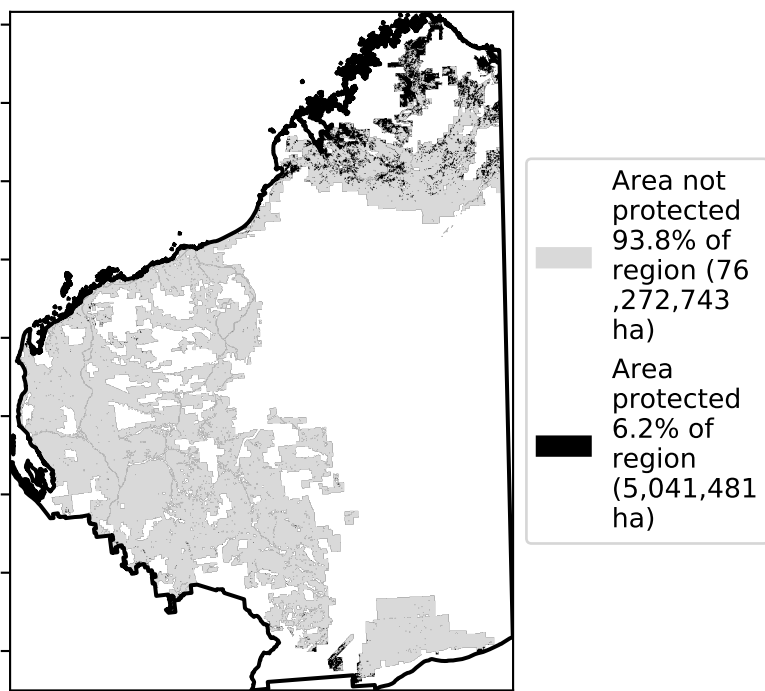 Area not
protected
93.8% of
region (76
,272,743
ha)
Area
protected
6.2% of
region
(5,041,481
ha)